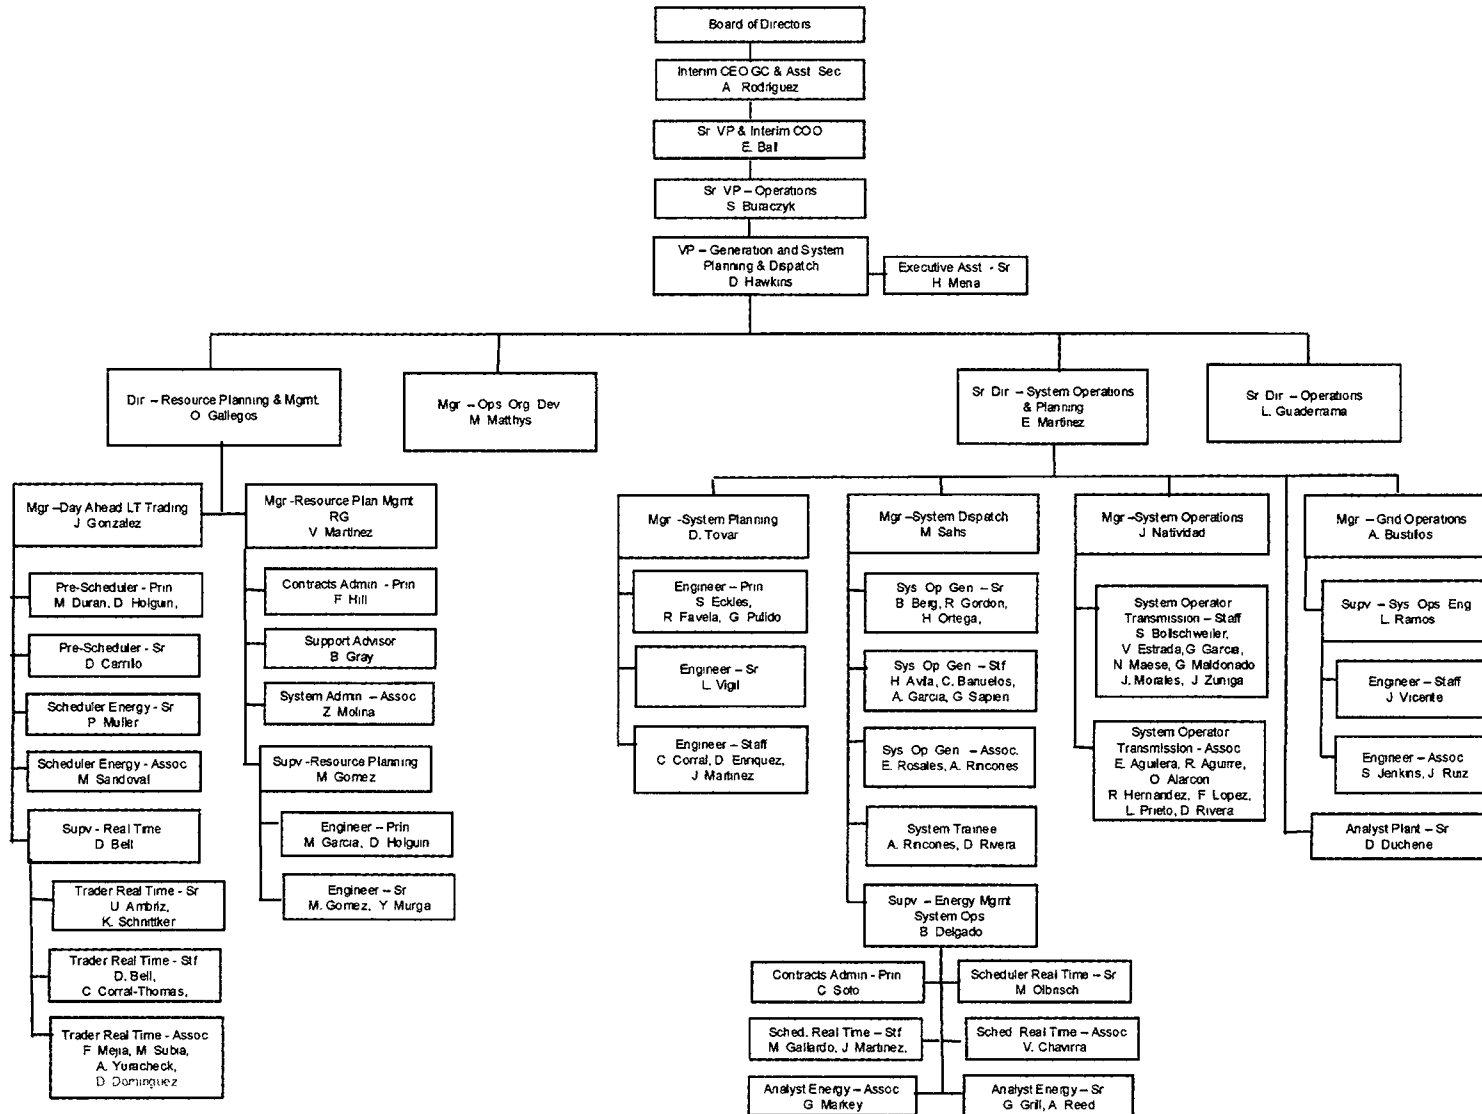 Board of Directors
Interim CEO GC & Asst Sec
A Rodriguez
Sr VP & Interim COO
E. Ball
Sr VP – Operations
S Buraczyk
VP – Generation and System
Planning & Dispatch
D Hawkins
Executive Asst - Sr
H Mena
Dir – Resource Planning & Mgmt.
O Gallegos
Mgr – Ops Org Dev
M Matthys
Sr Dir – System Operations
& Planning
E Martinez
Sr Dir – Operations
L. Guaderrama
Mgr –Day Ahead LT Trading
J Gonzalez
Pre-Scheduler - Prin
M Duran, D Holguin,
Pre-Scheduler - Sr
D Carrillo
Scheduler Energy - Sr
P Muller
Scheduler Energy - Assoc
M Sandoval
Supv - Real Time
D Bell
Trader Real Time - Sr
U Ambriz,
K. Schnittker
Trader Real Time - Stf
D. Bell,
C Corral-Thomas,
Trader Real Time - Assoc
F Mejia, M Subia,
A. Yuracheck,
D Dominguez
Mgr -Resource Plan Mgmt
RG
V Martinez
Contracts Admin - Prin
F Hill
Support Advisor
B Gray
System Admin – Assoc
Z Molina
Supv -Resource Planning
M Gomez
Engineer – Prin
M Garcia, D Holguin
Engineer – Sr
M. Gomez, Y Murga
Mgr -System Planning
D. Tovar
Engineer – Prin
S Eckles,
R Favela, G Pulido
Engineer – Sr
L. Vigil
Engineer – Staff
C Corral, D Enriquez,
J Martinez
Mgr –System Dispatch
M Sahs
Sys Op Gen – Sr
B Berg, R Gordon,
H Ortega,
Sys Op Gen – Stf
H Avila, C. Banuelos,
A. Garcia, G Sapien
Sys Op Gen – Assoc.
E. Rosales, A. Rincones
System Trainee
A. Rincones, D Rivera
Supv – Energy Mgmt
System Ops
B Delgado
Contracts Admin - Prin
C Soto
Scheduler Real Time – Sr
M Olbrisch
Sched. Real Time – Stf
M Gallardo, J Martinez,
Sched Real Time – Assoc
V. Chavirra
Analyst Energy – Assoc
G Markey
Analyst Energy – Sr
G Grill, A Reed
Mgr –System Operations
J Natividad
System Operator
Transmission – Staff
S Bollschweiler,
V Estrada, G Garcia,
N Maese, G Maldonado
J. Morales, J Zuniga
System Operator
Transmission - Assoc
E. Aguilera, R. Aguirre,
O Alarcon
R Hernandez, F Lopez,
L. Prieto, D Rivera
Mgr – Grid Operations
A. Bustillos
Supv – Sys Ops Eng
L. Ramos
Engineer – Staff
J Vicente
Engineer – Assoc
S Jenkins, J Ruiz
Analyst Plant – Sr
D Duchene